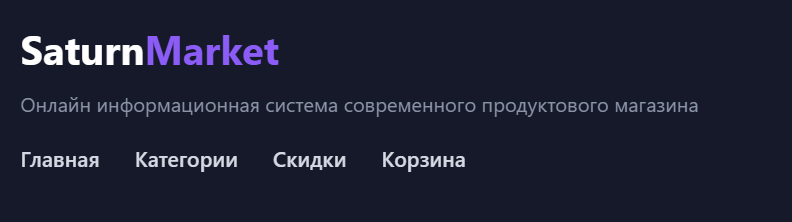 SaturnMarket
Онлайн информационная система современного продуктового магазина
Главная Категории Скидки Корзина